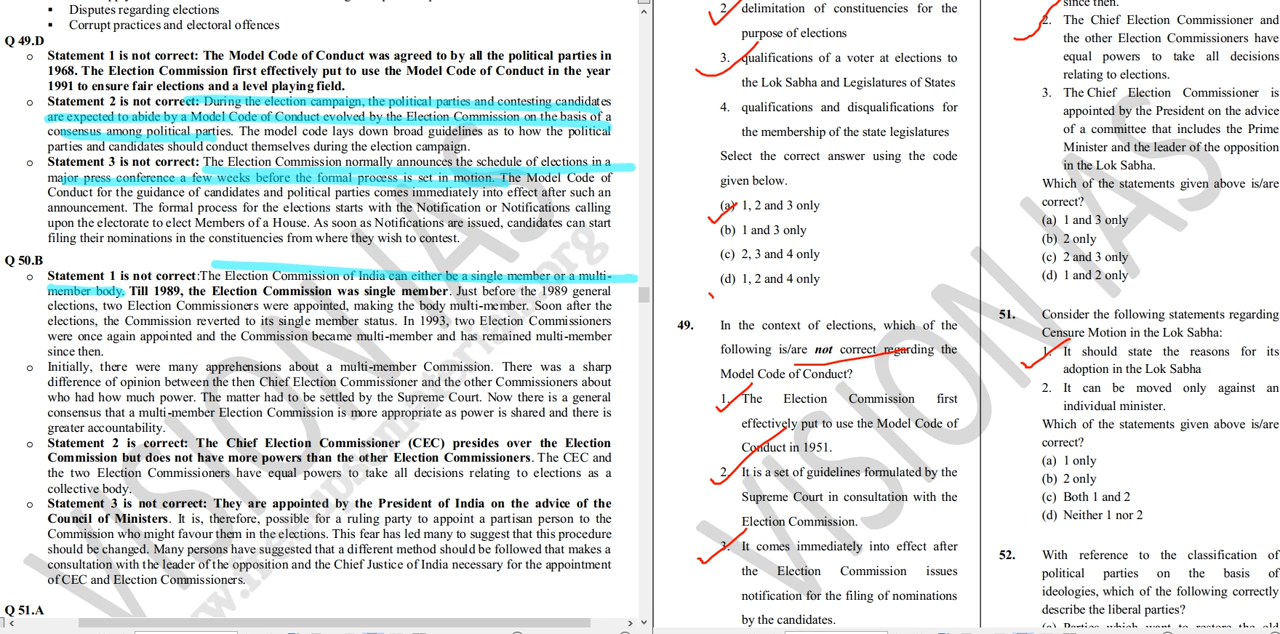 ▪ Disputes regarding elections
▪ Corrupt practices and electoral offences
Q 49.D
o Statement 1 is not correct: The Model Code of Conduct was agreed to by all the political parties in
1968. The Election Commission first effectively put to use the Model Code of Conduct in the year
1991 to ensure fair elections and a level playing field.
o Statement 2 is not correct: During the election campaign, the political parties and contesting candidates
are expected to abide by a Model Code of Conduct evolved by the Election Commission on the basis of a
consensus among political parties. The model code lays down broad guidelines as to how the political
parties and candidates should conduct themselves during the election campaign.
o Statement 3 is not correct: The Election Commission normally announces the schedule of elections in a
major press conference a few weeks before the formal process is set in motion. The Model Code of
Conduct for the guidance of candidates and political parties comes immediately into effect after such an
announcement. The formal process for the elections starts with the Notification or Notifications calling
upon the electorate to elect Members of a House. As soon as Notifications are issued, candidates can start
filing their nominations in the constituencies from where they wish to contest.
Q 50.B
o Statement 1 is not correct:The Election Commission of India can either be a single member or a multi-
member body. Till 1989, the Election Commission was single member. Just before the 1989 general
elections, two Election Commissioners were appointed, making the body multi-member. Soon after the
elections, the Commission reverted to its single member status. In 1993, two Election Commissioners
were once again appointed and the Commission became multi-member and has remained multi-member
since then.
o Initially, there were many apprehensions about a multi-member Commission. There was a sharp
difference of opinion between the then Chief Election Commissioner and the other Commissioners about
who had how much power. The matter had to be settled by the Supreme Court. Now there is a general
consensus that a multi-member Election Commission is more appropriate as power is shared and there is
greater accountability.
o Statement 2 is correct: The Chief Election Commissioner (CEC) presides over the Election
Commission but does not have more powers than the other Election Commissioners. The CEC and
the two Election Commissioners have equal powers to take all decisions relating to elections as a
collective body.
o Statement 3 is not correct: They are appointed by the President of India on the advice of the
Council of Ministers. It is, therefore, possible for a ruling party to appoint a partisan person to the
Commission who might favour them in the elections. This fear has led many to suggest that this procedure
should be changed. Many persons have suggested that a different method should be followed that makes a
consultation with the leader of the opposition and the Chief Justice of India necessary for the appointment
of CEC and Election Commissioners.
Q 51.A
2. delimitation of constituencies for the
purpose of elections
3. qualifications of a voter at elections to
the Lok Sabha and Legislatures of States
4. qualifications and disqualifications for
the membership of the state legislatures
Select the correct answer using the code
given below.
(a) 1, 2 and 3 only
(b) 1 and 3 only
(c) 2, 3 and 4 only
(d) 1, 2 and 4 only
49. In the context of elections, which of the
following is/are not correct regarding the
Model Code of Conduct?
1. The Election Commission first
effectively put to use the Model Code of
Conduct in 1951.
2. It is a set of guidelines formulated by the
Supreme Court in consultation with the
Election Commission.
3. It comes immediately into effect after
the Election Commission issues
notification for the filing of nominations
by the candidates.
since then.
2. The Chief Election Commissioner and
the other Election Commissioners have
equal powers to take all decisions
relating to elections.
3. The Chief Election Commissioner is
appointed by the President on the advice
of a committee that includes the Prime
Minister and the leader of the opposition
in the Lok Sabha.
Which of the statements given above is/are
correct?
(a) 1 and 3 only
(b) 2 only
(c) 2 and 3 only
(d) 1 and 2 only
51. Consider the following statements regarding
Censure Motion in the Lok Sabha:
1. It should state the reasons for its
adoption in the Lok Sabha
2. It can be moved only against an
individual minister.
Which of the statements given above is/are
correct?
(a) 1 only
(b) 2 only
(c) Both 1 and 2
(d) Neither 1 nor 2
52. With reference to the classification of
political parties on the basis of
ideologies, which of the following correctly
describe the liberal parties?
(a) Parties which want to restore the old
VISION IAS
VISION IAS